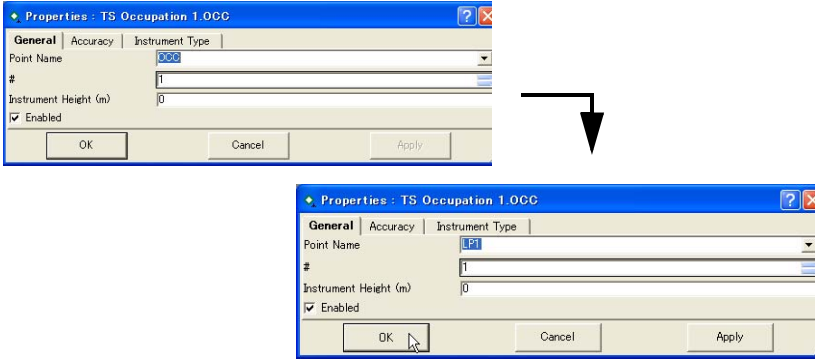 Properties : TS Occupation 1.OCC
General Accuracy Instrument Type
Point Name OCC
# 1
Instrument Height (m) 0
Enabled
OK Cancel Apply
Properties : TS Occupation 1.OCC
General Accuracy Instrument Type
Point Name LP1
# 1
Instrument Height (m) 0
Enabled
OK Cancel Apply